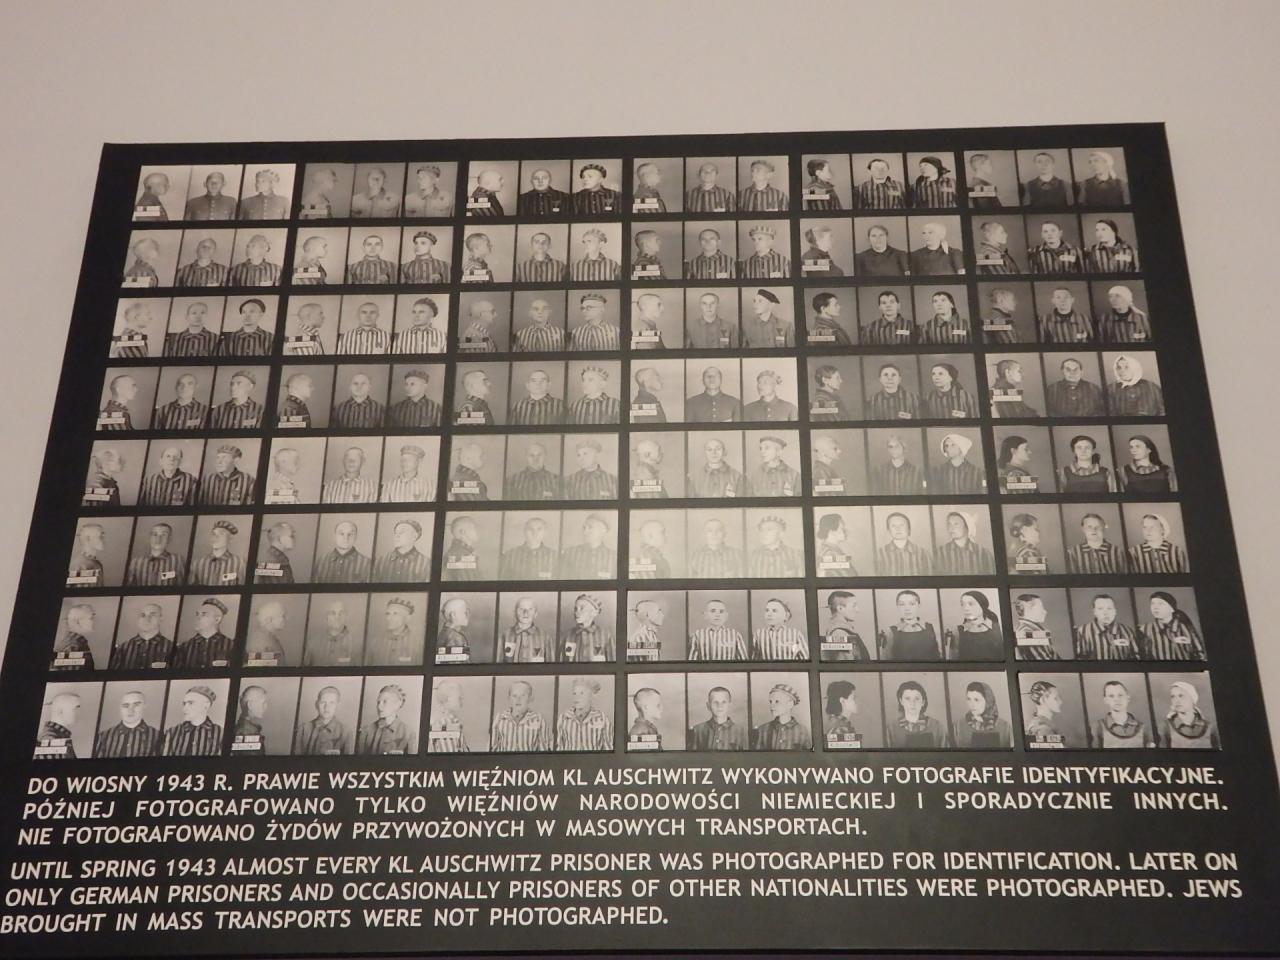 DO WIOSNY 1943 R. PRAWIE WSZYSTKIM WIĘŹNIOM KL AUSCHWITZ WYKONYWANO FOTOGRAFIE IDENTYFIKACYJNE.
PÓŹNIEJ FOTOGRAFOWANO TYLKO WIĘŹNIÓW NARODOWOŚCI NIEMIECKIEJ I SPORADYCZNIE INNYCH.
NIE FOTOGRAFOWANO ŻYDÓW PRZYWOŻONYCH W MASOWYCH TRANSPORTACH.
UNTIL SPRING 1943 ALMOST EVERY KL AUSCHWITZ PRISONER WAS PHOTOGRAPHED FOR IDENTIFICATION. LATER ON
ONLY GERMAN PRISONERS AND OCCASIONALLY PRISONERS OF OTHER NATIONALITIES WERE PHOTOGRAPHED. JEWS
BROUGHT IN MASS TRANSPORTS WERE NOT PHOTOGRAPHED.